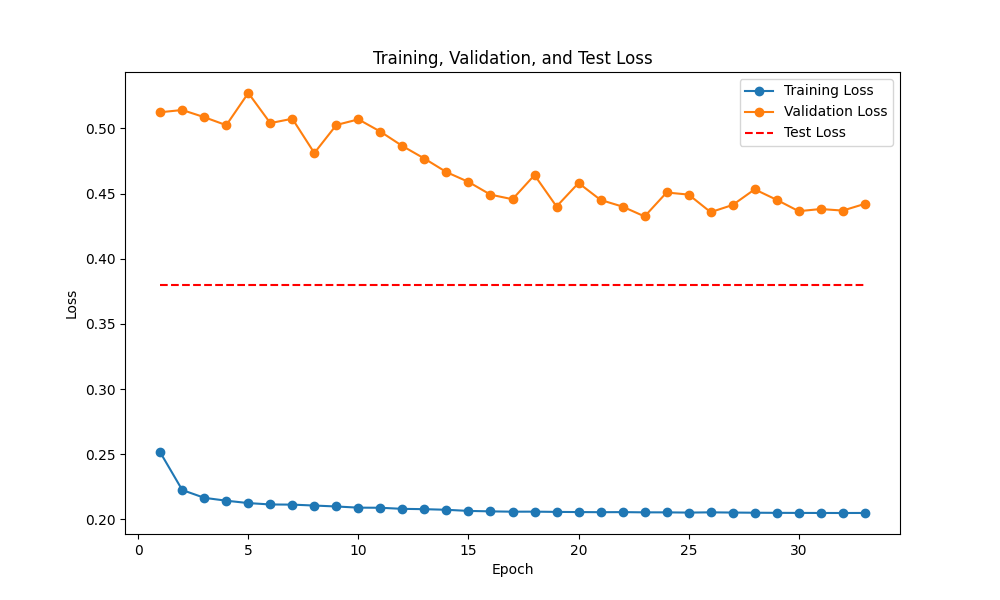 Training, Validation, and Test Loss
Training Loss
Validation Loss
Test Loss
0.50
0.45
0.40
0.35
0.30
0.25
0.20
Loss
0 5 10 15 20 25 30
Epoch